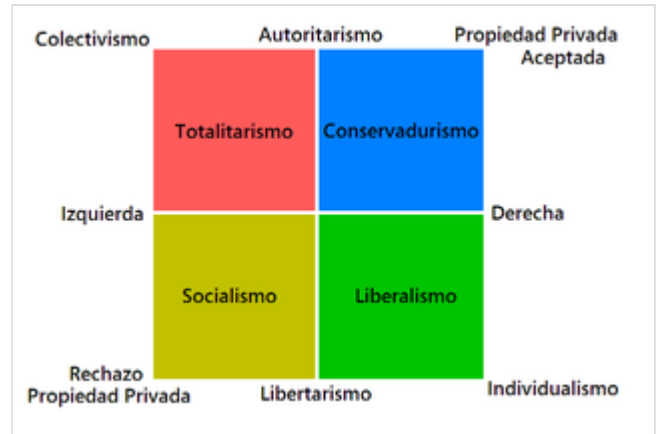 Colectivismo
Autoritarismo
Propiedad Privada
Aceptada
Totalitarismo
Conservadurismo
Izquierda
Derecha
Socialismo
Liberalismo
Rechazo
Propiedad Privada
Libertarismo
Individualismo